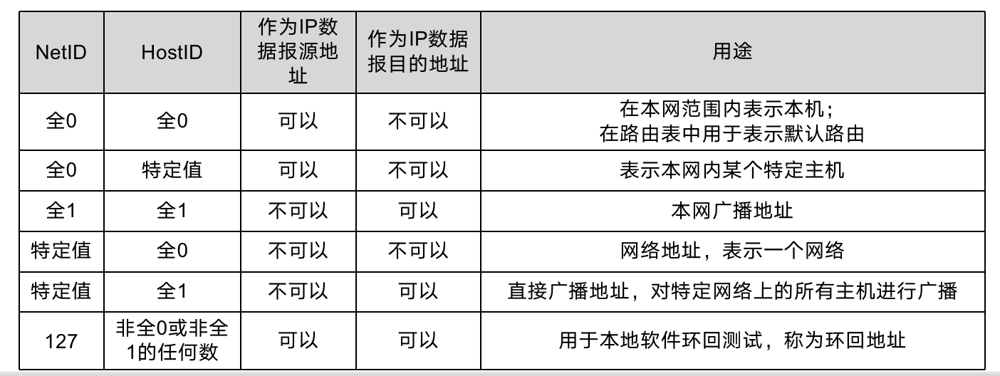 NetID
HostID
作为IP数
据报源地
址
作为IP数据
报目的地址
用途
全0
全0
可以
不可以
在本网范围内表示本机；
在路由表中用于表示默认路由
全0
特定值
可以
不可以
表示本网内某个特定主机
全1
全1
不可以
可以
本网广播地址
特定值
全0
不可以
不可以
网络地址，表示一个网络
特定值
全1
不可以
可以
直接广播地址，对特定网络上的所有主机进行广播
127
非全0或非全
1的任何数
可以
可以
用于本地软件环回测试，称为环回地址